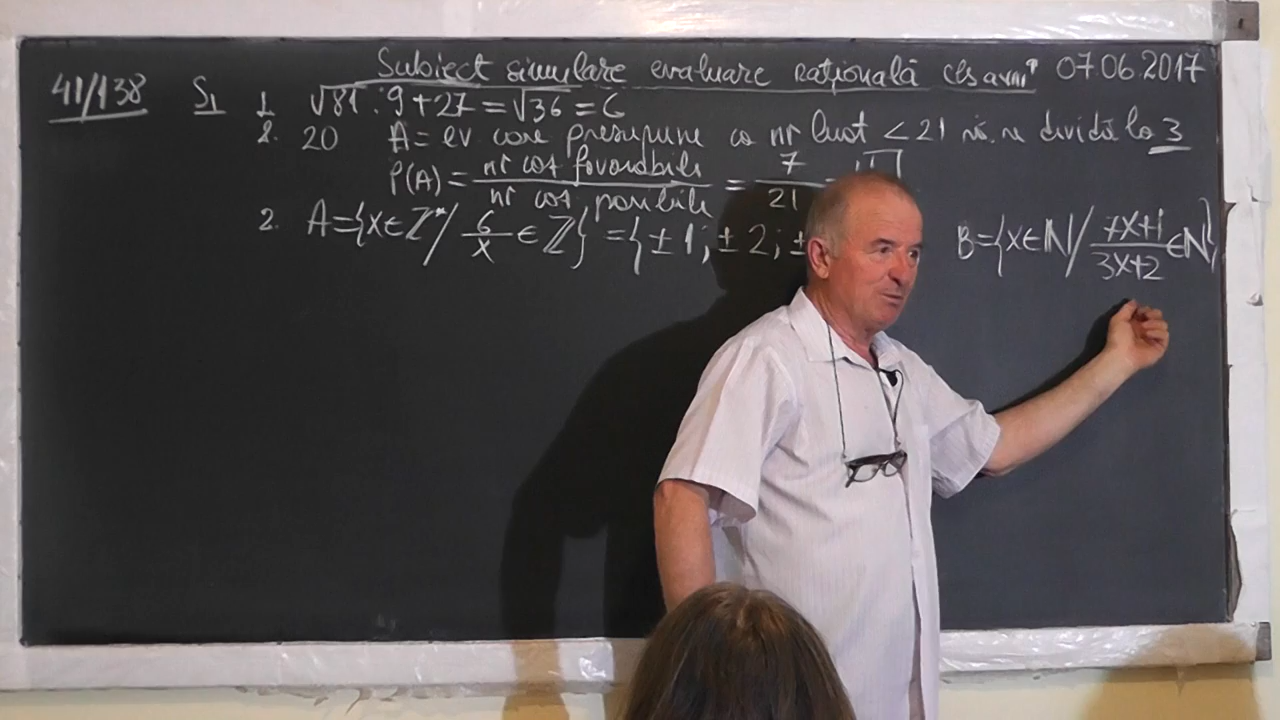 Subiect simulare evaluare națională cls a VIII a 07.06.2017
41/138 S1 1. √81 : 9 + 27 = √36 = 6
2. 20 A = ev care presupune ca nr luat < 21 să se dividă la 3
P(A) = nr caz favorabile / nr caz posibile = 7/21 =
2. A = {x ∈ Z* / 6/x ∈ Z} = {±1; ±2; ± B = {x ∈ N / 7x+1/3x+2 ∈ N}